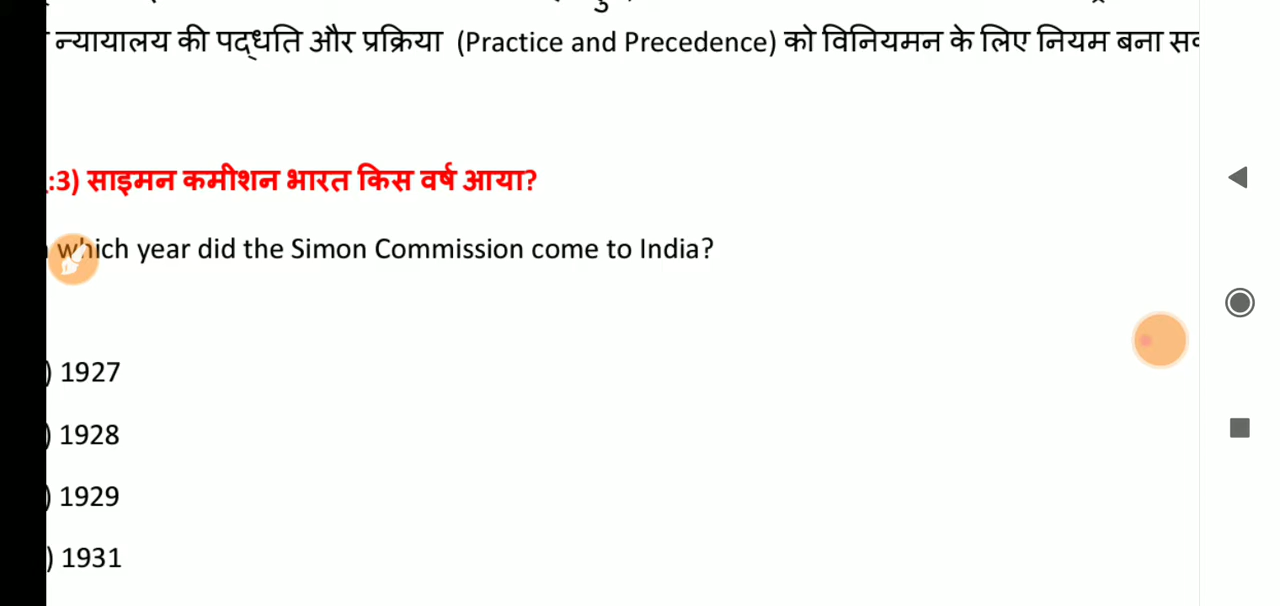 न्यायालय की पद्धति और प्रक्रिया (Practice and Precedence) को विनियमन के लिए नियम बना
:3) साइमन कमीशन भारत किस वर्ष आया?
which year did the Simon Commission come to India?
) 1927
) 1928
) 1929
) 1931